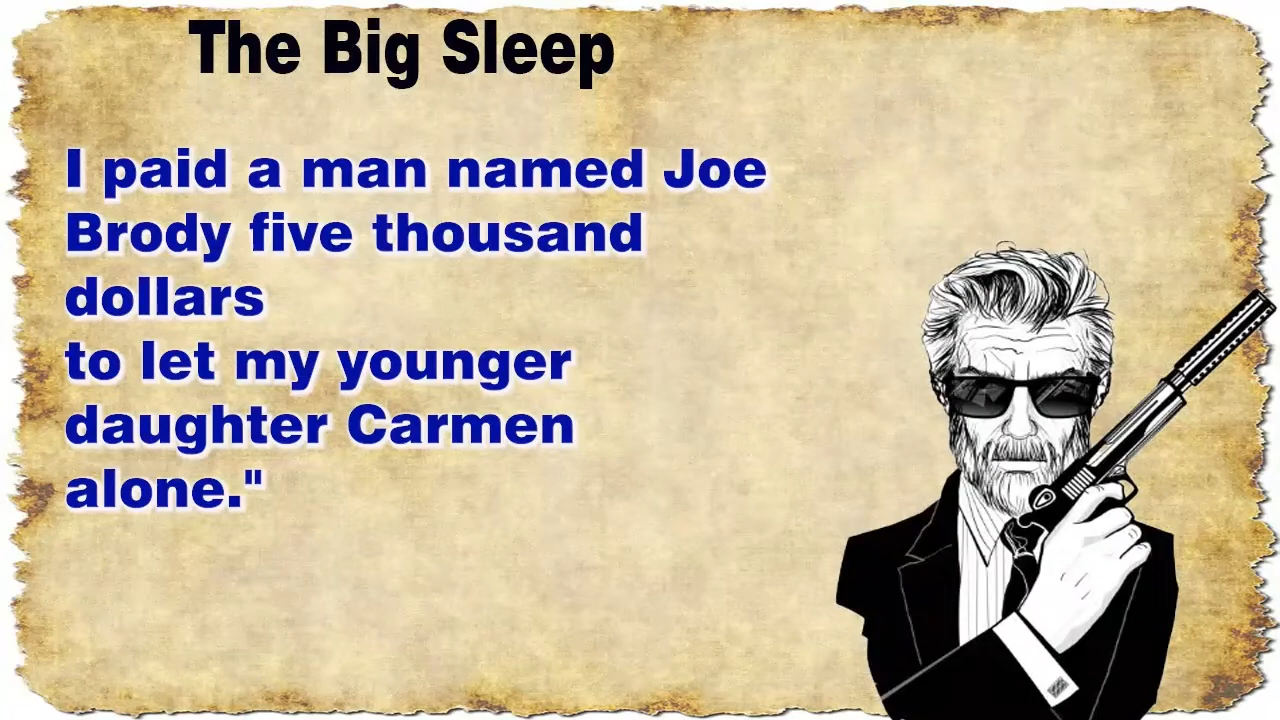 The Big Sleep
I paid a man named Joe
Brody five thousand
dollars
to let my younger
daughter Carmen
alone."